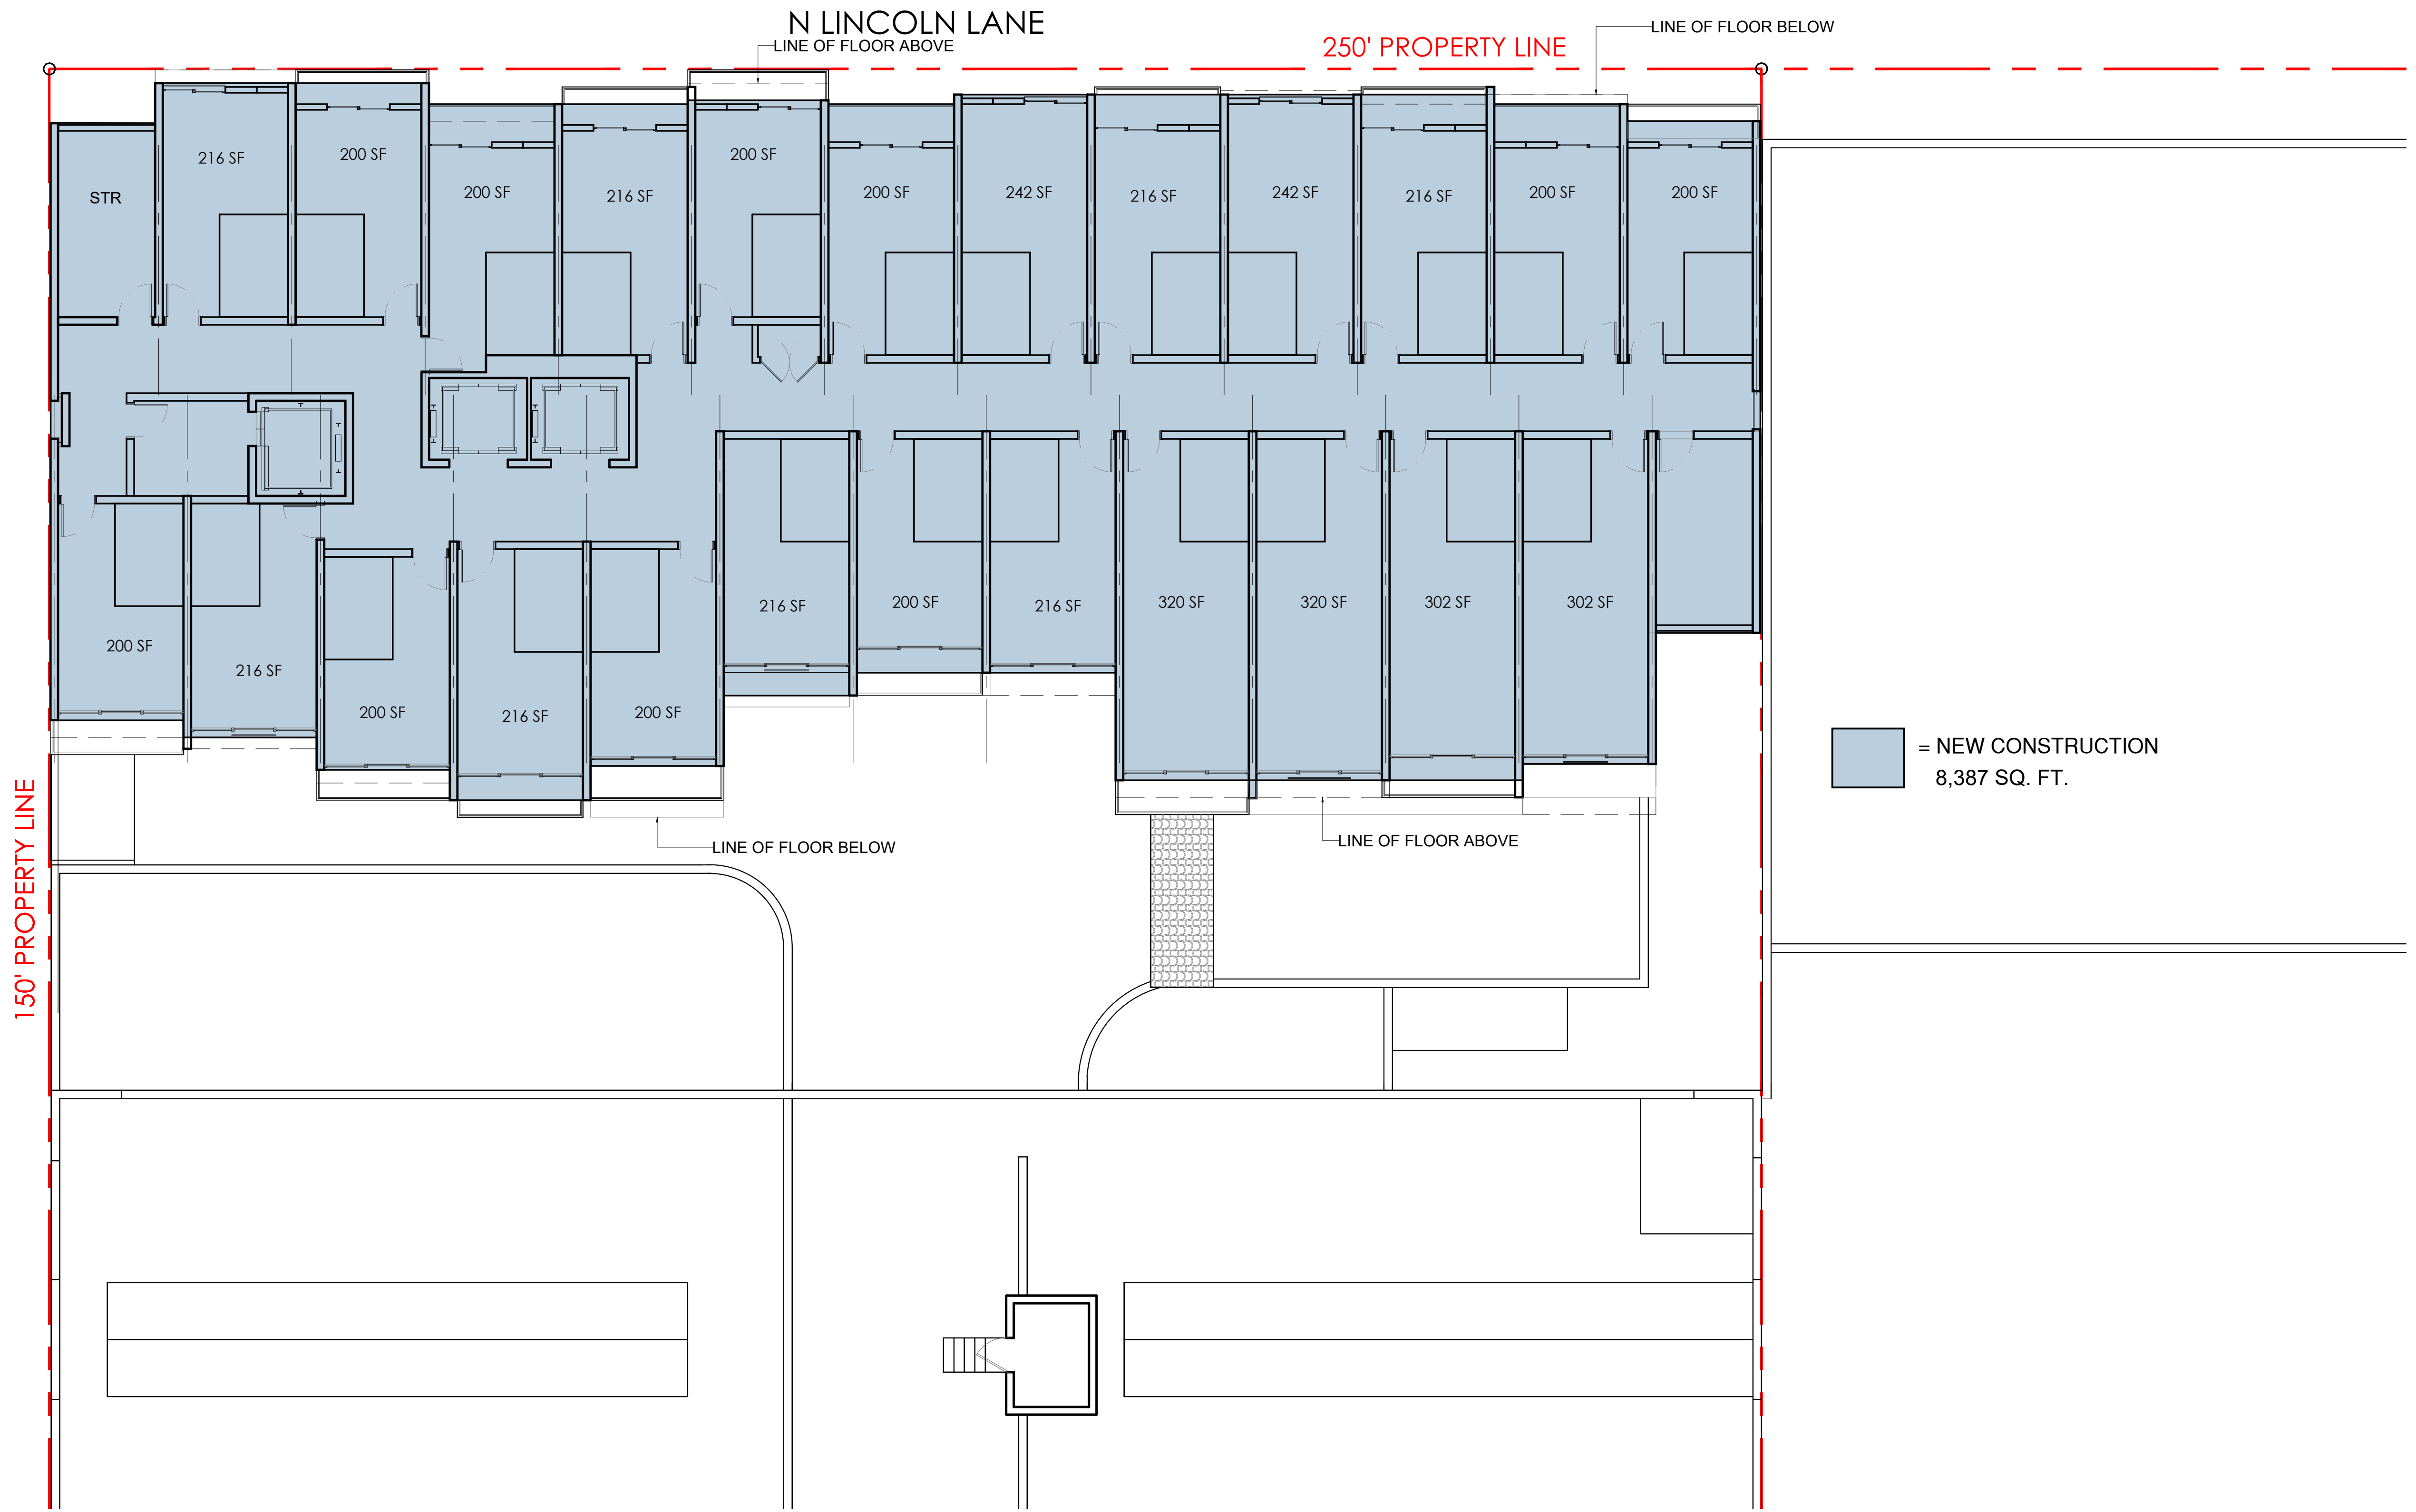 N LINCOLN LANE
LINE OF FLOOR ABOVE
250' PROPERTY LINE
LINE OF FLOOR BELOW
STR
216 SF
200 SF
200 SF
216 SF
200 SF
200 SF
242 SF
216 SF
242 SF
216 SF
200 SF
200 SF
200 SF
216 SF
200 SF
216 SF
200 SF
216 SF
200 SF
216 SF
320 SF
320 SF
302 SF
302 SF
= NEW CONSTRUCTION
8,387 SQ. FT.
150' PROPERTY LINE
LINE OF FLOOR BELOW
LINE OF FLOOR ABOVE